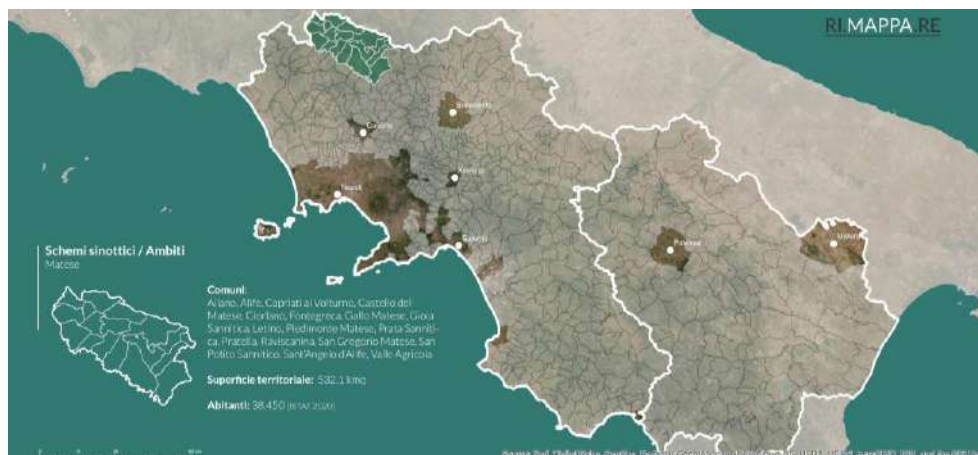 RI.MAPPA.RE
Benevento
Caserta
Avellino
Napoli
Salerno
Potenza
Matera
Schemi sinottici / Ambiti
Matese
Comuni:
Ailano, Alife, Capriati al Volturno, Castello del
Matese, Ciorlano, Fontegreca, Gallo Matese, Gioia
Sannitica, Letino, Piedimonte Matese, Prata Sanniti-
ca, Pratella, Raviscanina, San Gregorio Matese, San
Potito Sannitico, Sant'Angelo d'Alife, Valle Agricola
Superficie territoriale: 532.1 kmq
Abitanti: 38.450 [ISTAT 2020]